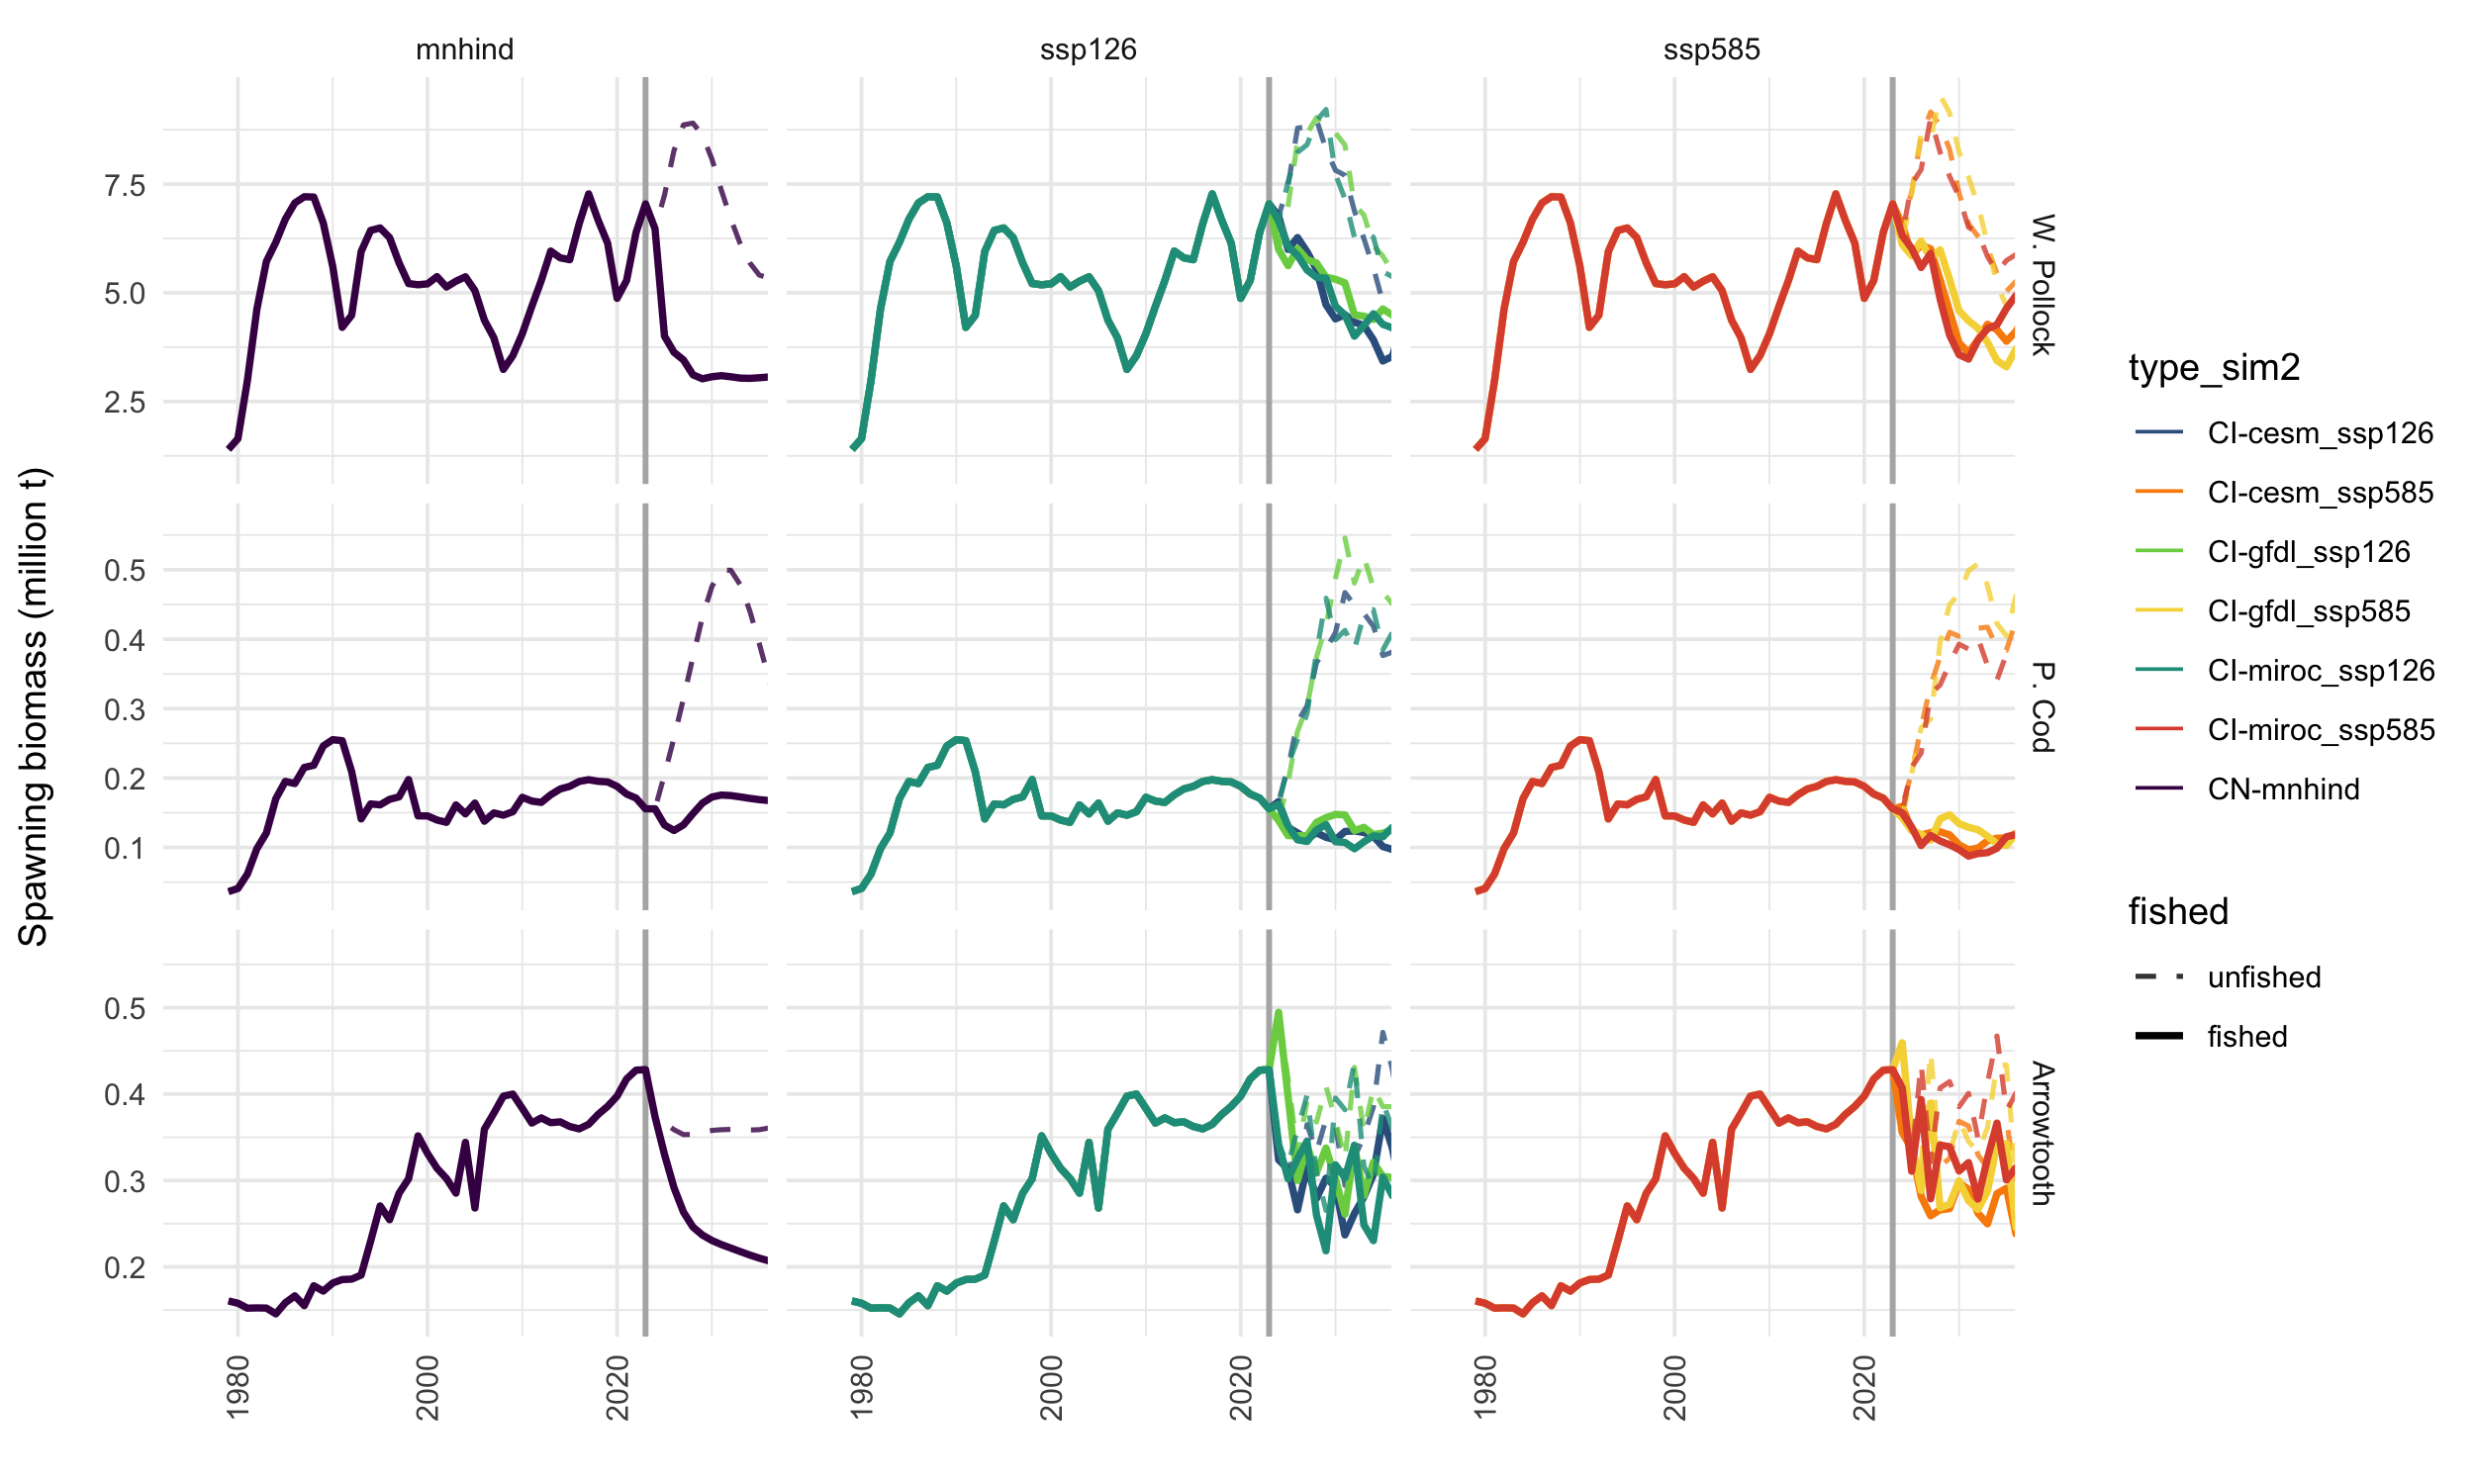 mnhind
ssp126
ssp585
Spawning biomass (million t)
7.5
5.0
2.5
W. Pollock
0.5
0.4
0.3
0.2
0.1
P. Cod
0.5
0.4
0.3
0.2
Arrowtooth
1980
2000
2020
1980
2000
2020
1980
2000
2020
type_sim2
CI-cesm_ssp126
CI-cesm_ssp585
CI-gfdl_ssp126
CI-gfdl_ssp585
CI-miroc_ssp126
CI-miroc_ssp585
CN-mnhind
fished
unfished
fished